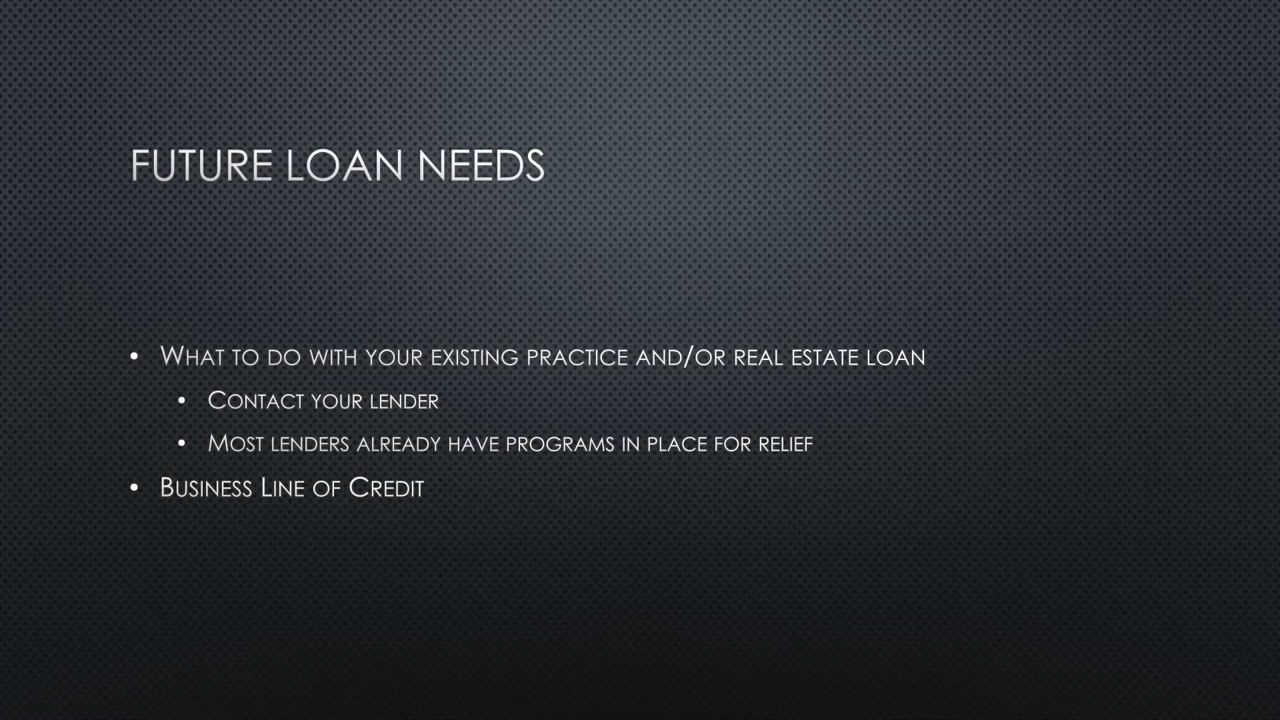 FUTURE LOAN NEEDS
• WHAT TO DO WITH YOUR EXISTING PRACTICE AND/OR REAL ESTATE LOAN
• CONTACT YOUR LENDER
• MOST LENDERS ALREADY HAVE PROGRAMS IN PLACE FOR RELIEF
• BUSINESS LINE OF CREDIT